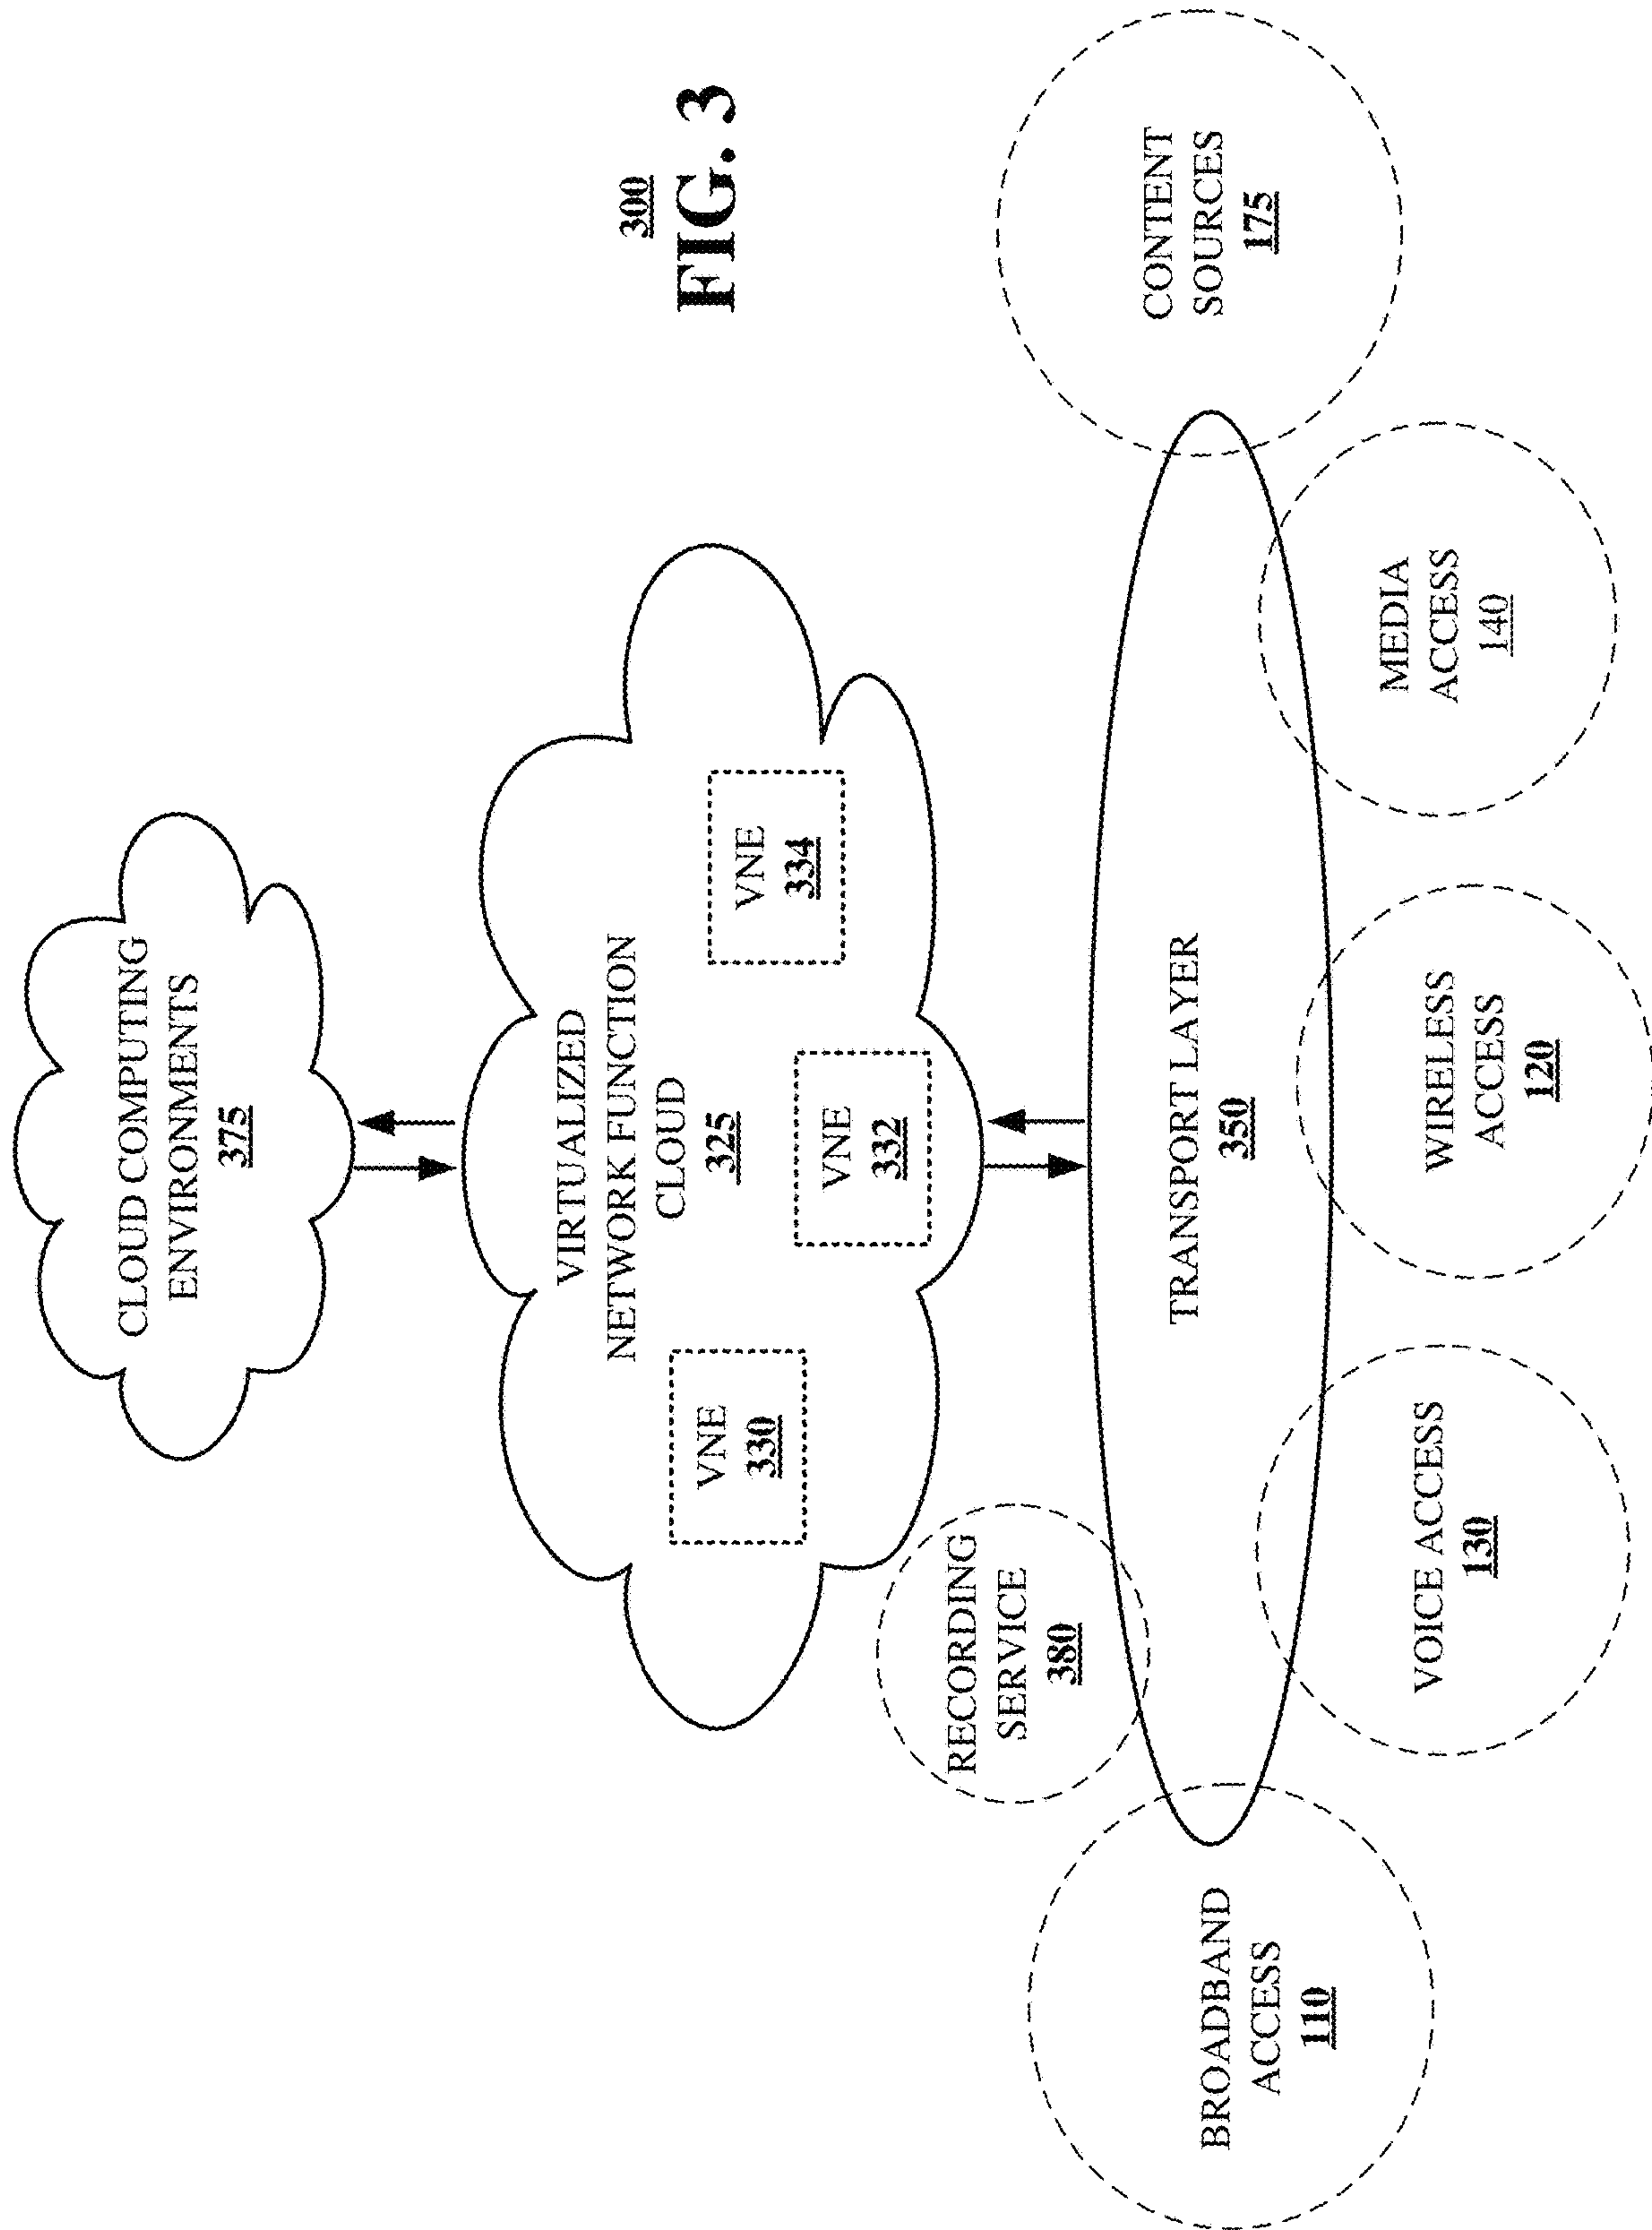 CLOUD COMPUTING
ENVIRONMENTS
375
300
FIG. 3
VIRTUALIZED
NETWORK FUNCTION
CLOUD
325
VNE
330
VNE
332
VNE
334
RECORDING
SERVICE
380
TRANSPORT LAYER
350
BROADBAND
ACCESS
110
VOICE ACCESS
130
WIRELESS
ACCESS
120
MEDIA
ACCESS
140
CONTENT
SOURCES
175